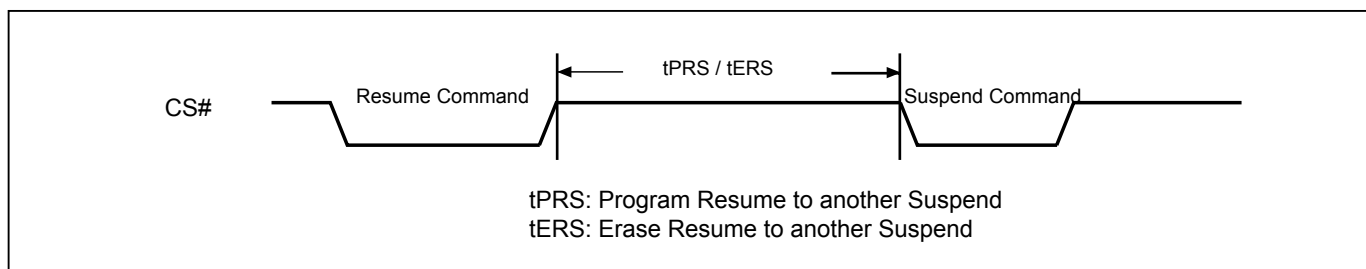 tPRS / tERS
CS#
Resume Command
Suspend Command
tPRS: Program Resume to another Suspend
tERS: Erase Resume to another Suspend